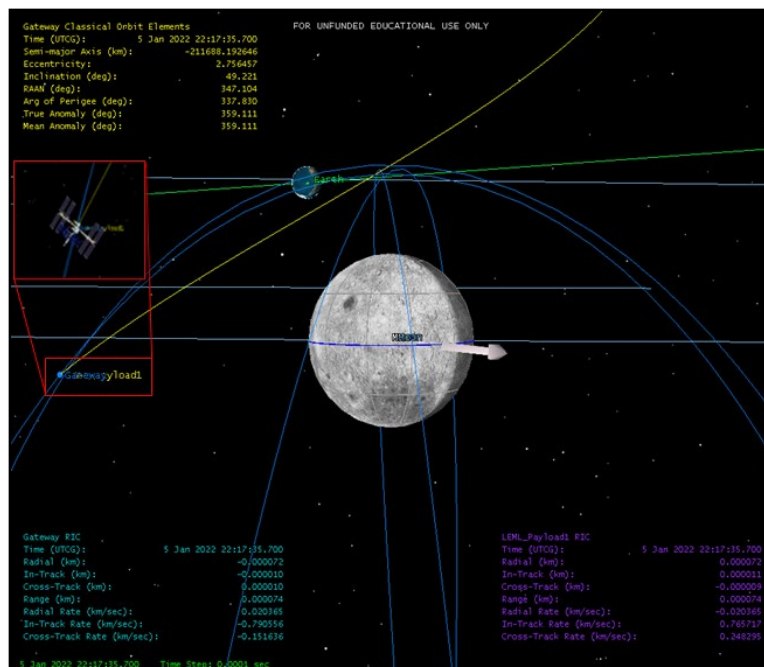 Gateway Classical Orbit Elements
FOR UNFUNDED EDUCATIONAL USE ONLY
Time (UTCG): 5 Jan 2022 22:17:35.700
Semi-major Axis (km): -211688.192646
Eccentricity: 2.756457
Inclination (deg): 49.221
RAAN (deg): 347.104
Arg of Perigee (deg): 337.830
True Anomaly (deg): 359.111
Mean Anomaly (deg): 359.111
Earth
Moon
Gateway yload1
Gateway RIC
Time (UTCG): 5 Jan 2022 22:17:35.700
Radial (km): -0.000072
In-Track (km): -0.000010
Cross-Track (km): 0.000010
Range (km): 0.000074
Radial Rate (km/sec): 0.020365
In-Track Rate (km/sec): -0.790556
Cross-Track Rate (km/sec): -0.151636
LEML_Payload1 RIC
Time (UTCG): 5 Jan 2022 22:17:35.700
Radial (km): 0.000072
In-Track (km): 0.000011
Cross-Track (km): -0.000009
Range (km): 0.000074
Radial Rate (km/sec): -0.020365
In-Track Rate (km/sec): 0.765717
Cross-Track Rate (km/sec): 0.248295
5 Jan 2022 22:17:35.700 Time Step: 0.0001 sec